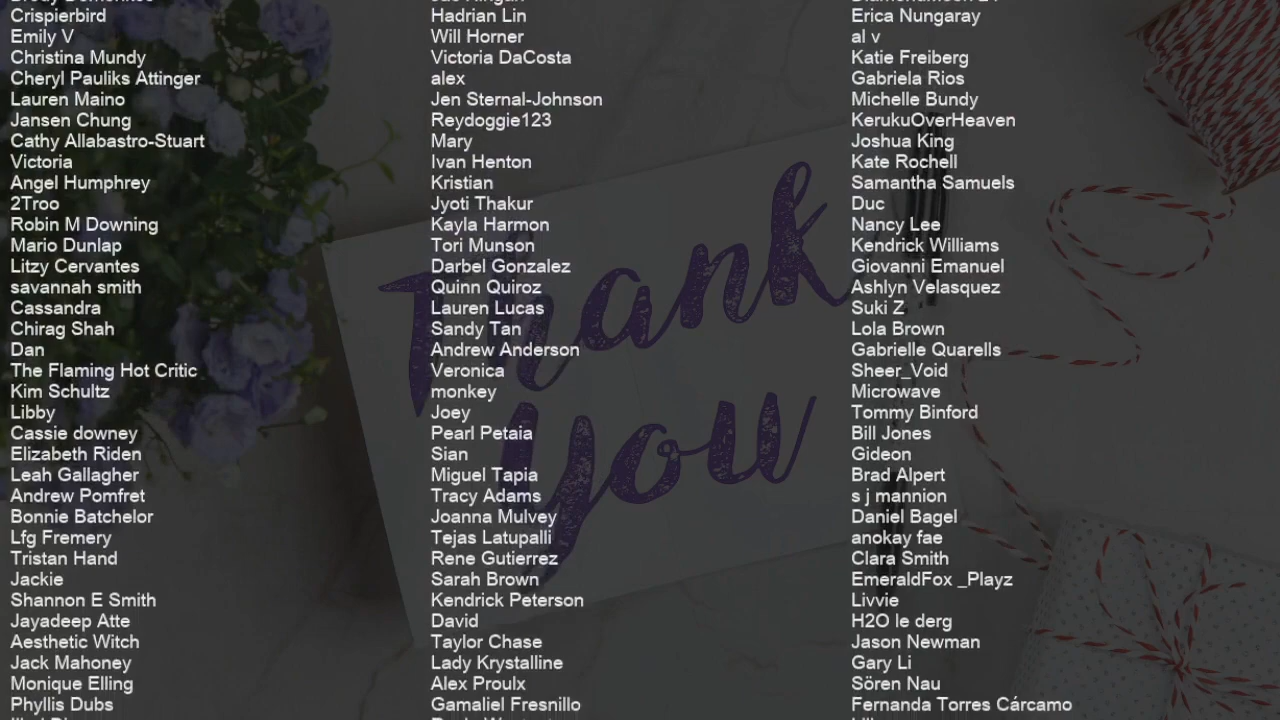 Crispierbird
Emily V
Christina Mundy
Cheryl Pauliks Attinger
Lauren Maino
Jansen Chung
Cathy Allabastro-Stuart
Victoria
Angel Humphrey
2Troo
Robin M Downing
Mario Dunlap
Litzy Cervantes
savannah smith
Cassandra
Chirag Shah
Dan
The Flaming Hot Critic
Kim Schultz
Libby
Cassie downey
Elizabeth Riden
Leah Gallagher
Andrew Pomfret
Bonnie Batchelor
Lfg Fremery
Tristan Hand
Jackie
Shannon E Smith
Jayadeep Atte
Aesthetic Witch
Jack Mahoney
Monique Elling
Phyllis Dubs
Hadrian Lin
Will Horner
Victoria DaCosta
alex
Jen Sternal-Johnson
Reydoggie123
Mary
Ivan Henton
Kristian
Jyoti Thakur
Kayla Harmon
Tori Munson
Darbel Gonzalez
Quinn Quiroz
Lauren Lucas
Sandy Tan
Andrew Anderson
Veronica
monkey
Joey
Pearl Petaia
Sian
Miguel Tapia
Tracy Adams
Joanna Mulvey
Tejas Latupalli
Rene Gutierrez
Sarah Brown
Kendrick Peterson
David
Taylor Chase
Lady Krystalline
Alex Proulx
Gamaliel Fresnillo
Erica Nungaray
al v
Katie Freiberg
Gabriela Rios
Michelle Bundy
KerukuOverHeaven
Joshua King
Kate Rochell
Samantha Samuels
Duc
Nancy Lee
Kendrick Williams
Giovanni Emanuel
Ashlyn Velasquez
Suki Z
Lola Brown
Gabrielle Quarells
Sheer_Void
Microwave
Tommy Binford
Bill Jones
Gideon
Brad Alpert
s j mannion
Daniel Bagel
anokay fae
Clara Smith
EmeraldFox _Playz
Livvie
H2O le derg
Jason Newman
Gary Li
Sören Nau
Fernanda Torres Cárcamo
Thank
you